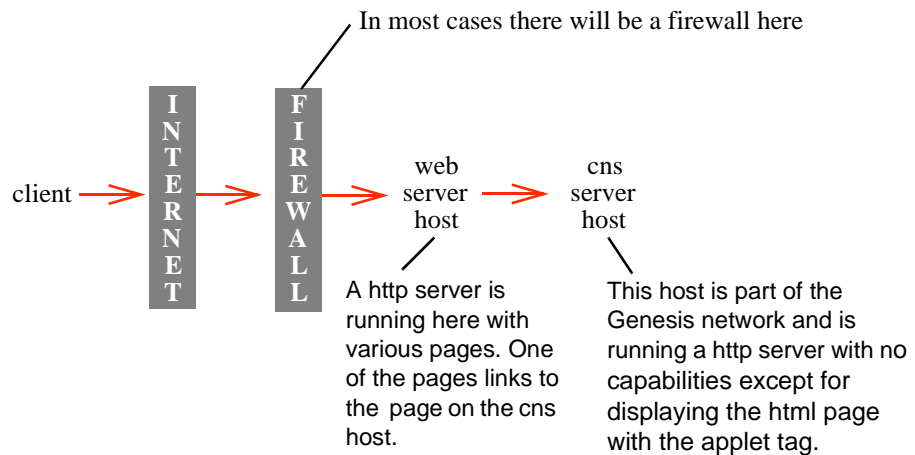 In most cases there will be a firewall here
client
INTERNET
FIREWALL
web
server
host
cns
server
host
A http server is
running here with
various pages. One
of the pages links to
the page on the cns
host.
This host is part of the
Genesis network and is
running a http server with no
capabilities except for
displaying the html page
with the applet tag.